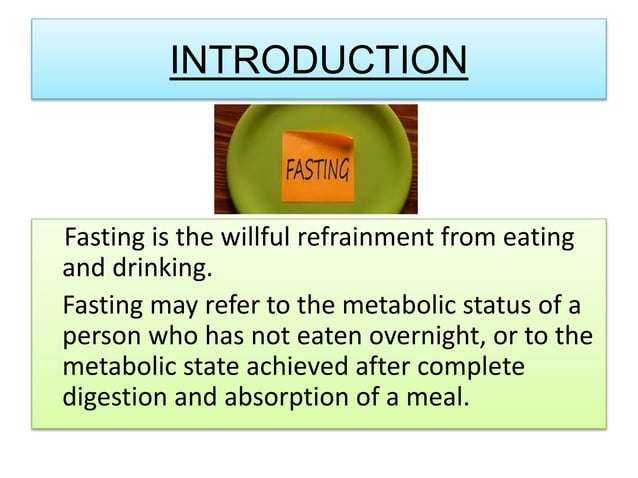 INTRODUCTION
FASTING
Fasting is the willful refrainment from eating
and drinking.
Fasting may refer to the metabolic status of a
person who has not eaten overnight, or to the
metabolic state achieved after complete
digestion and absorption of a meal.